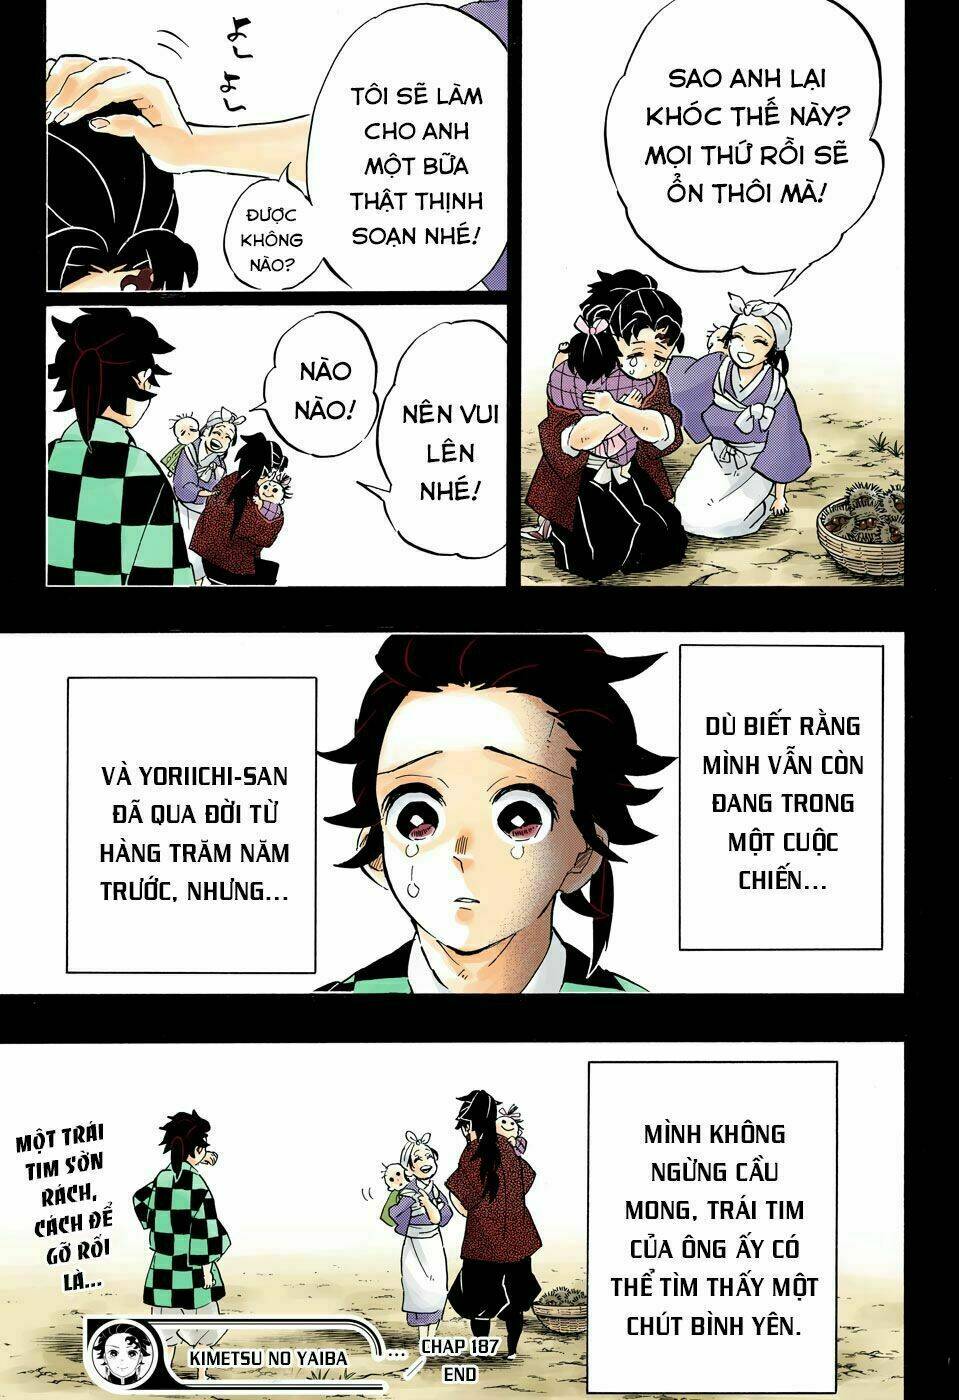 SAO ANH LẠI
KHÓC THẾ NÀY?
MỌI THỨ RỒI SẼ
ỔN THÔI MÀ!
TÔI SẼ LÀM
CHO ANH
MỘT BỮA
THẬT THỊNH
SOẠN NHÉ!
ĐƯỢC
KHÔNG
NÀO?
よし
よし
NÊN VUI
LÊN
NHÉ!
NÀO
NÀO!
DÙ BIẾT RẰNG
MÌNH VẪN CÒN
ĐANG TRONG
MỘT CUỘC
CHIẾN...
VÀ YORIICHI-SAN
ĐÃ QUA ĐỜI TỪ
HÀNG TRĂM NĂM
TRƯỚC, NHƯNG...
MÌNH KHÔNG
NGỪNG CẦU
MONG, TRÁI TIM
CỦA ÔNG ẤY CÓ
THỂ TÌM THẤY MỘT
CHÚT BÌNH YÊN.
MỘT TRÁI
TIM SỜN
RÁCH,
CÁCH ĐỂ
GỠ RỐI
LÀ...
KIMETSU NO YAIBA
... CHAP 187
END